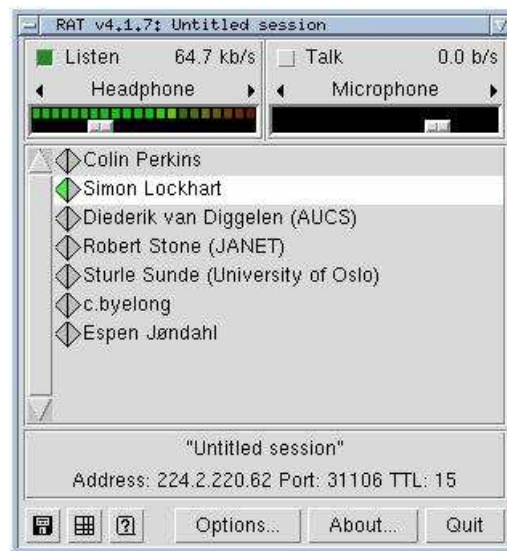 RAT v4.1.7: Untitled session
Listen 64.7 kb/s Talk 0.0 b/s
Headphone Microphone
Colin Perkins
Simon Lockhart
Diederik van Diggelen (AUCS)
Robert Stone (JANET)
Sturle Sunde (University of Oslo)
c.byelong
Espen Jøndahl
"Untitled session"
Address: 224.2.220.62 Port: 31106 TTL: 15
? Options... About... Quit